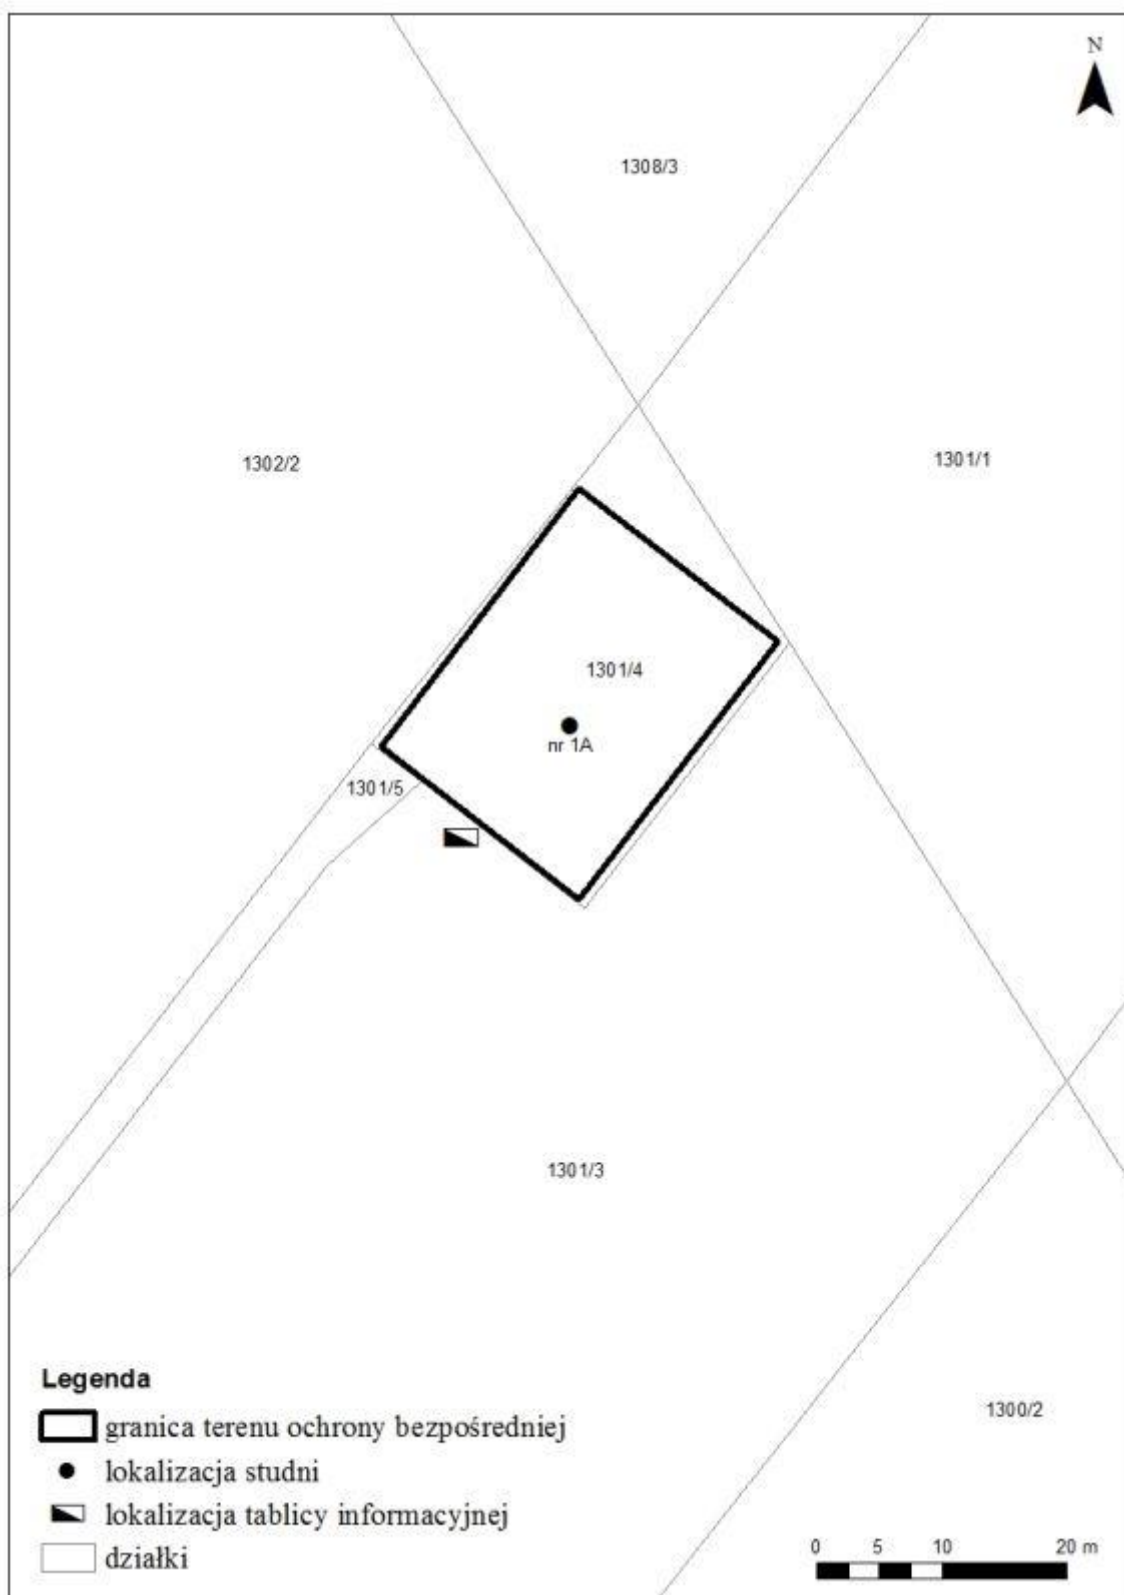 N
1308/3
1302/2
1301/1
1301/4
nr 1A
1301/5
1301/3
1300/2
Legenda
granica terenu ochrony bezpośredniej
lokalizacja studni
lokalizacja tablicy informacyjnej
działki
0 5 10 20 m